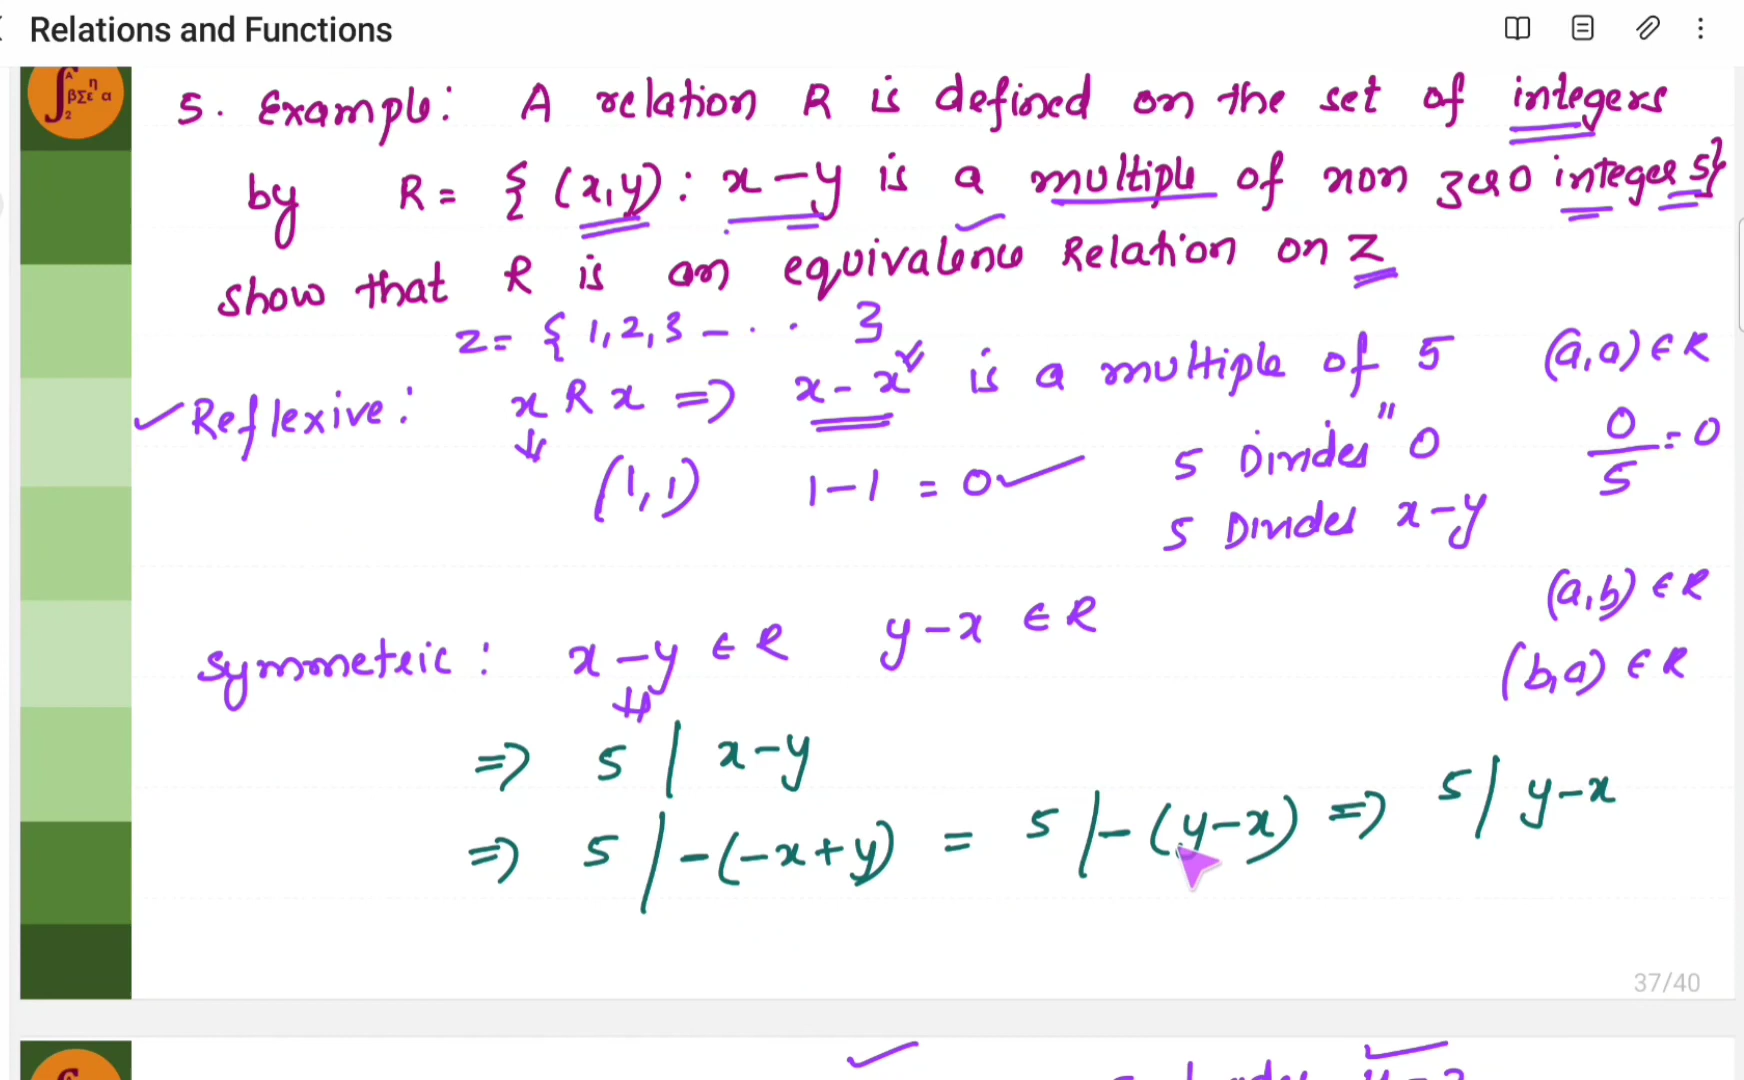 Relations and Functions
5. Example: A relation R is defined on the set of integers
by R = { (x,y) : x-y is a multiple of non zero integer 5}
show that R is an equivalence Relation on Z
Z = { 1, 2, 3 - - - }
Reflexive: x R x => x - x is a multiple of 5 (a,a) ∈ R
(1,1) 1-1 = 0 5 Divides "0 0/5 = 0
5 Divides x-y
(a,b) ∈ R
Symmetric: x-y ∈ R y-x ∈ R
(b,a) ∈ R
=> 5 | x-y
=> 5 | -(-x+y) = 5 | -(y-x) => 5 | y-x
37/40